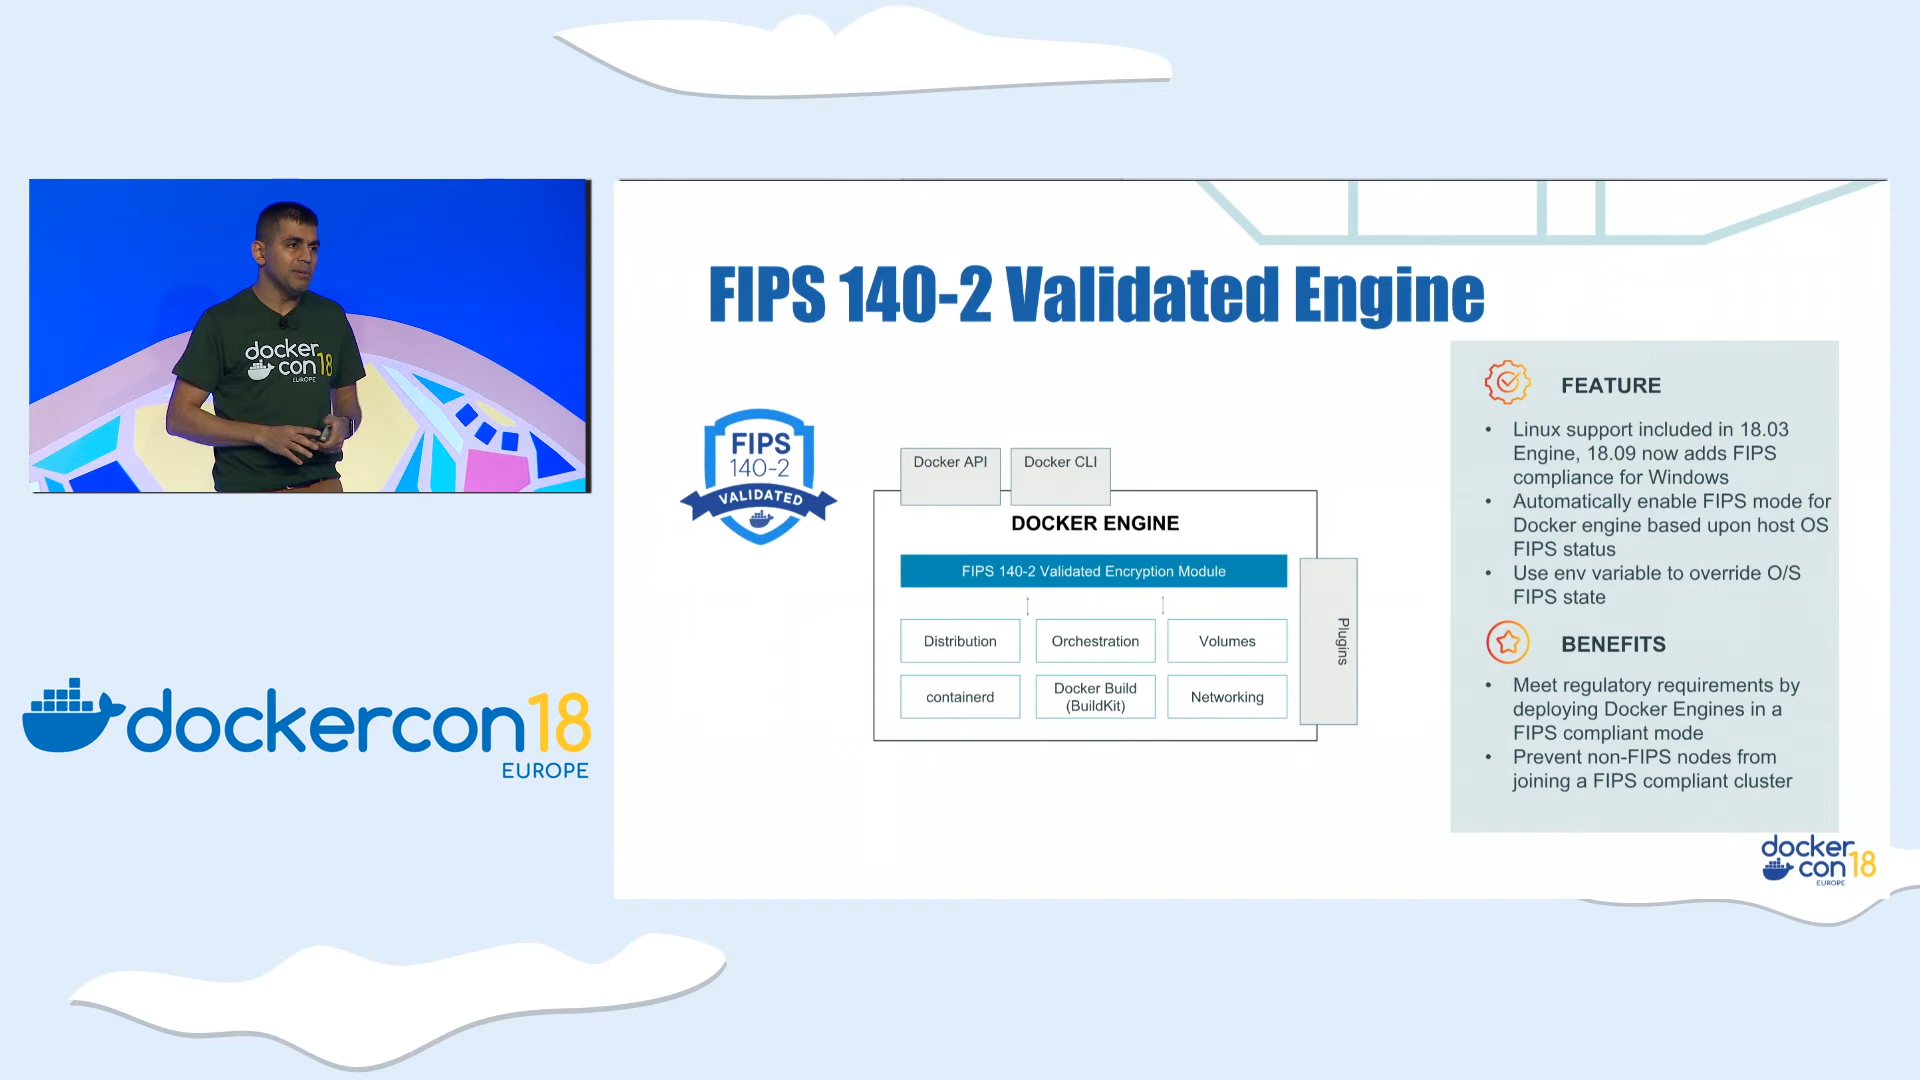 docker
con 18
EUROPE
dockercon18
EUROPE
FIPS 140-2 Validated Engine
FIPS
140-2
VALIDATED
Docker API
Docker CLI
DOCKER ENGINE
FIPS 140-2 Validated Encryption Module
Distribution
Orchestration
Volumes
containerd
Docker Build
(BuildKit)
Networking
Plugins
FEATURE
• Linux support included in 18.03
Engine, 18.09 now adds FIPS
compliance for Windows
• Automatically enable FIPS mode for
Docker engine based upon host OS
FIPS status
• Use env variable to override O/S
FIPS state
BENEFITS
• Meet regulatory requirements by
deploying Docker Engines in a
FIPS compliant mode
• Prevent non-FIPS nodes from
joining a FIPS compliant cluster
docker
con 18
EUROPE